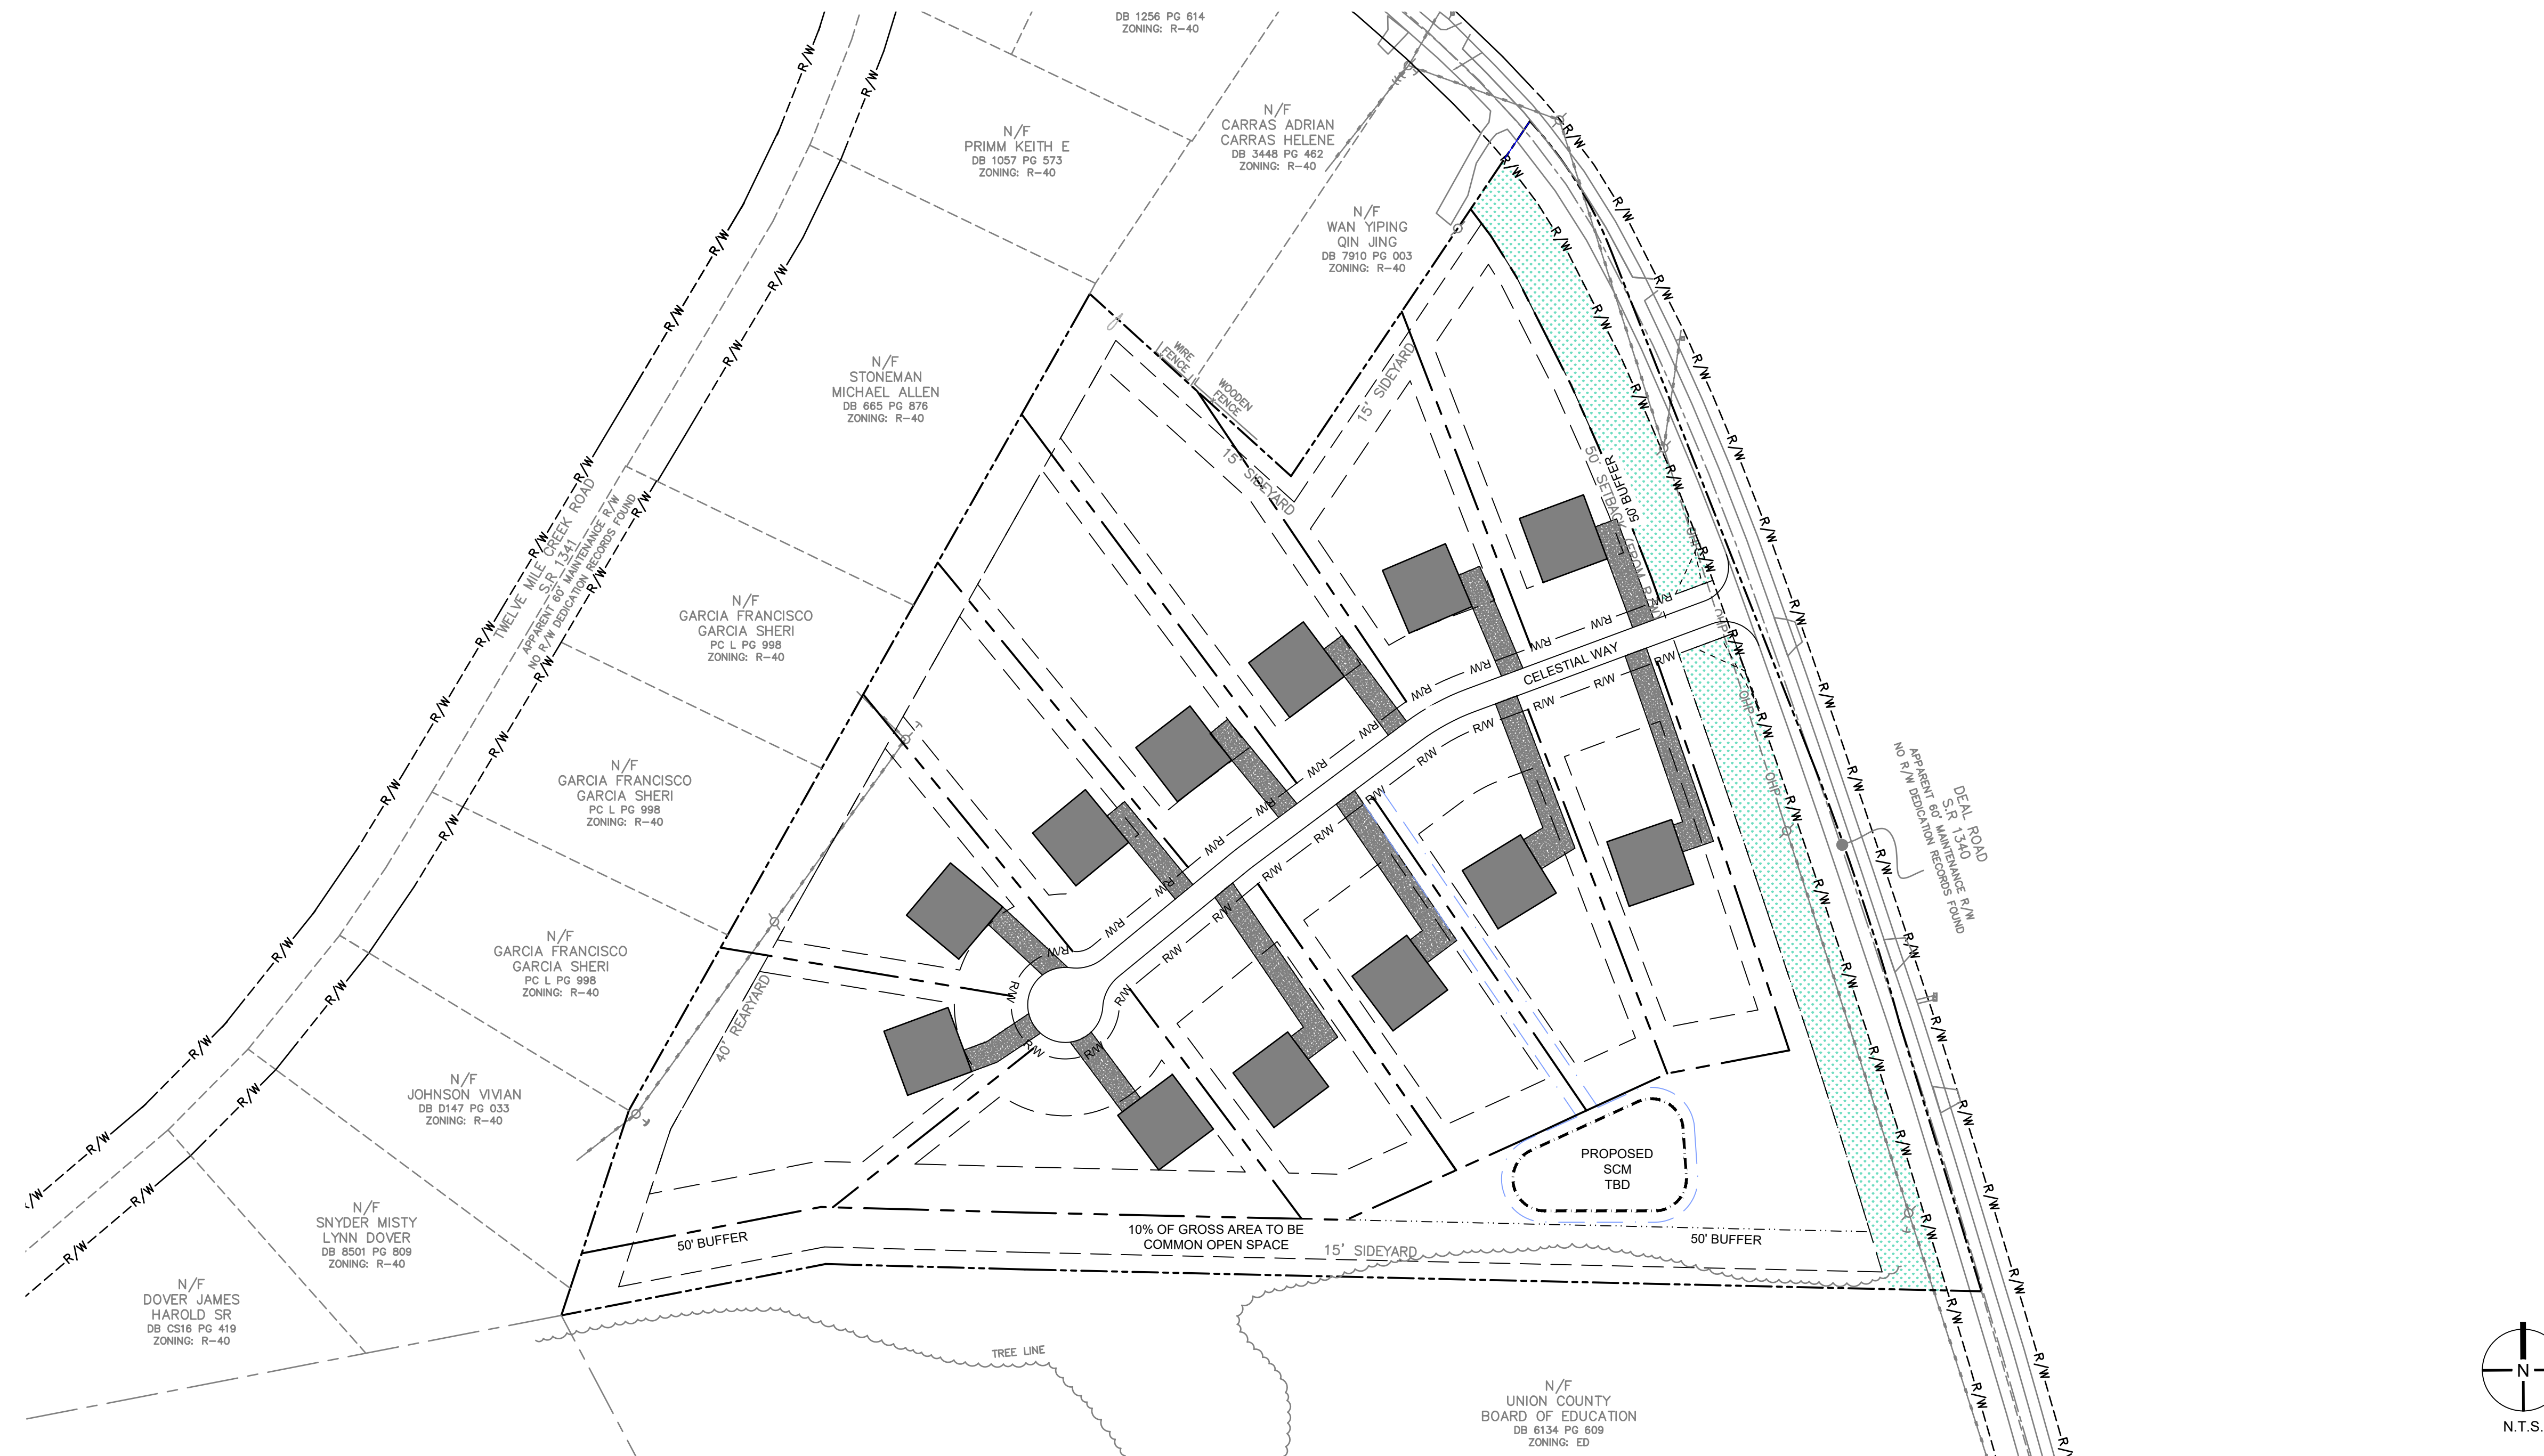 DB 1256 PG 614
ZONING: R-40
N/F
PRIMM KEITH E
DB 1057 PG 573
ZONING: R-40
N/F
CARRAS ADRIAN
CARRAS HELENE
DB 3448 PG 462
ZONING: R-40
N/F
WAN YIPING
QIN JING
DB 7910 PG 003
ZONING: R-40
N/F
STONEMAN
MICHAEL ALLEN
DB 665 PG 876
ZONING: R-40
WIRE
FENCE
WOODEN
FENCE
15' SIDEYARD
15' SIDEYARD
50' SETBACK (FROM R/W)
50' BUFFER
TWELVE MILE CREEK ROAD
S.R 1341
APPARENT 60' MAINTENANCE R/W
NO R/W DEDICATION RECORDS FOUND
N/F
GARCIA FRANCISCO
GARCIA SHERI
PC L PG 998
ZONING: R-40
N/F
GARCIA FRANCISCO
GARCIA SHERI
PC L PG 998
ZONING: R-40
N/F
GARCIA FRANCISCO
GARCIA SHERI
PC L PG 998
ZONING: R-40
CELESTIAL WAY
R/W
OHP
OHP
OHP
OHP
DEAL ROAD
S.R 1340
APPARENT 60' MAINTENANCE R/W
NO R/W DEDICATION RECORDS FOUND
40' REARYARD
N/F
JOHNSON VIVIAN
DB D147 PG 033
ZONING: R-40
N/F
SNYDER MISTY
LYNN DOVER
DB 8501 PG 809
ZONING: R-40
N/F
DOVER JAMES
HAROLD SR
DB CS16 PG 419
ZONING: R-40
PROPOSED
SCM
TBD
50' BUFFER
10% OF GROSS AREA TO BE
COMMON OPEN SPACE
15' SIDEYARD
50' BUFFER
TREE LINE
N/F
UNION COUNTY
BOARD OF EDUCATION
DB 6134 PG 609
ZONING: ED
N
N.T.S.